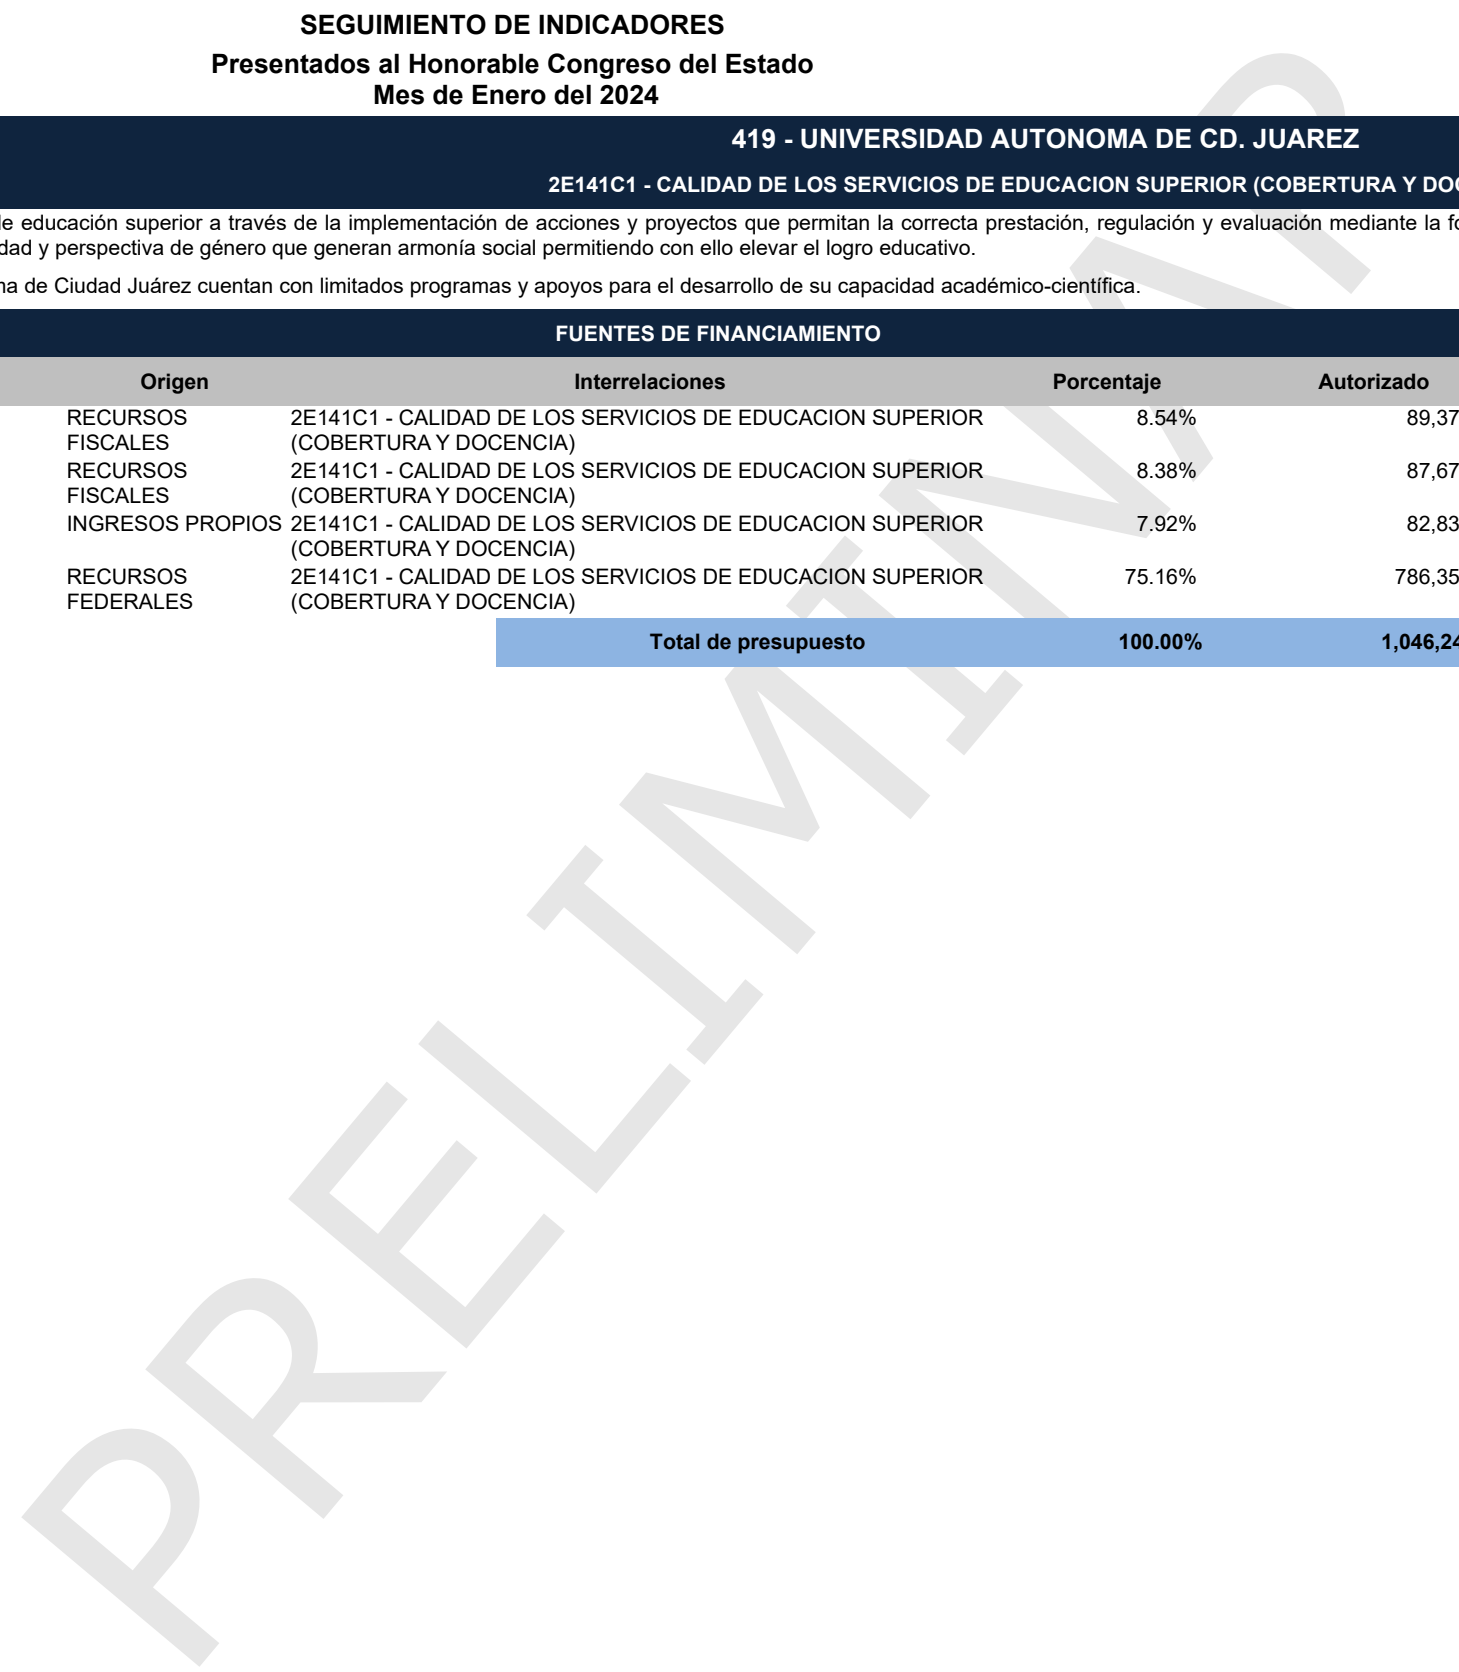 SEGUIMIENTO DE INDICADORES
Presentados al Honorable Congreso del Estado
Mes de Enero del 2024
419 - UNIVERSIDAD AUTONOMA DE CD. JUAREZ
2E141C1 - CALIDAD DE LOS SERVICIOS DE EDUCACION SUPERIOR (COBERTURA Y
educación superior a través de la implementación de acciones y proyectos que permitan la correcta prestación, regulación y evaluación mediante la
y perspectiva de género que generan armonía social permitiendo con ello elevar el logro educativo.
de Ciudad Juárez cuentan con limitados programas y apoyos para el desarrollo de su capacidad académico-científica.
FUENTES DE FINANCIAMIENTO
Origen Interrelaciones Porcentaje Autorizado
RECURSOS 2E141C1 - CALIDAD DE LOS SERVICIOS DE EDUCACION SUPERIOR 8.54% 89,37
FISCALES (COBERTURA Y DOCENCIA)
RECURSOS 2E141C1 - CALIDAD DE LOS SERVICIOS DE EDUCACION SUPERIOR 8.38% 87,67
FISCALES (COBERTURA Y DOCENCIA)
INGRESOS PROPIOS 2E141C1 - CALIDAD DE LOS SERVICIOS DE EDUCACION SUPERIOR 7.92% 82,83
(COBERTURA Y DOCENCIA)
RECURSOS 2E141C1 - CALIDAD DE LOS SERVICIOS DE EDUCACION SUPERIOR 75.16% 786,35
FEDERALES (COBERTURA Y DOCENCIA)
Total de presupuesto 100.00% 1,046,24
PRELIMINAR